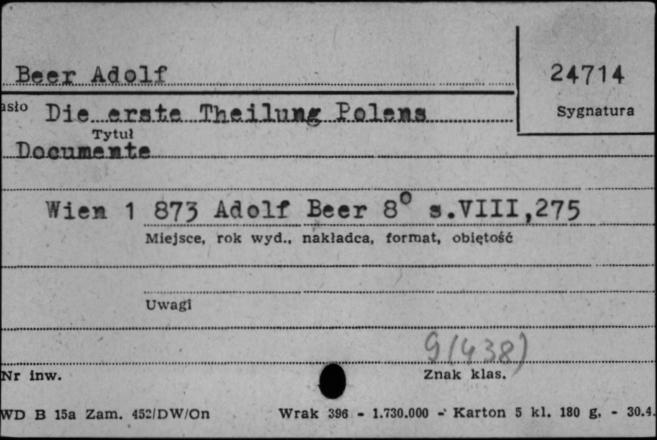 Beer Adolf
24714
asło Die erste Theilung Polens
Sygnatura
Tytuł
Documente
Wien 1 873 Adolf Beer 8° s.VIII,275
Miejsce, rok wyd., nakładca, format, objętość
Uwagi
9(438)
Nr inw.
Znak klas.
WD B 15a Zam. 452/DW/On Wrak 396 - 1.730.000 - Karton 5 kl. 180 g. - 30.4.